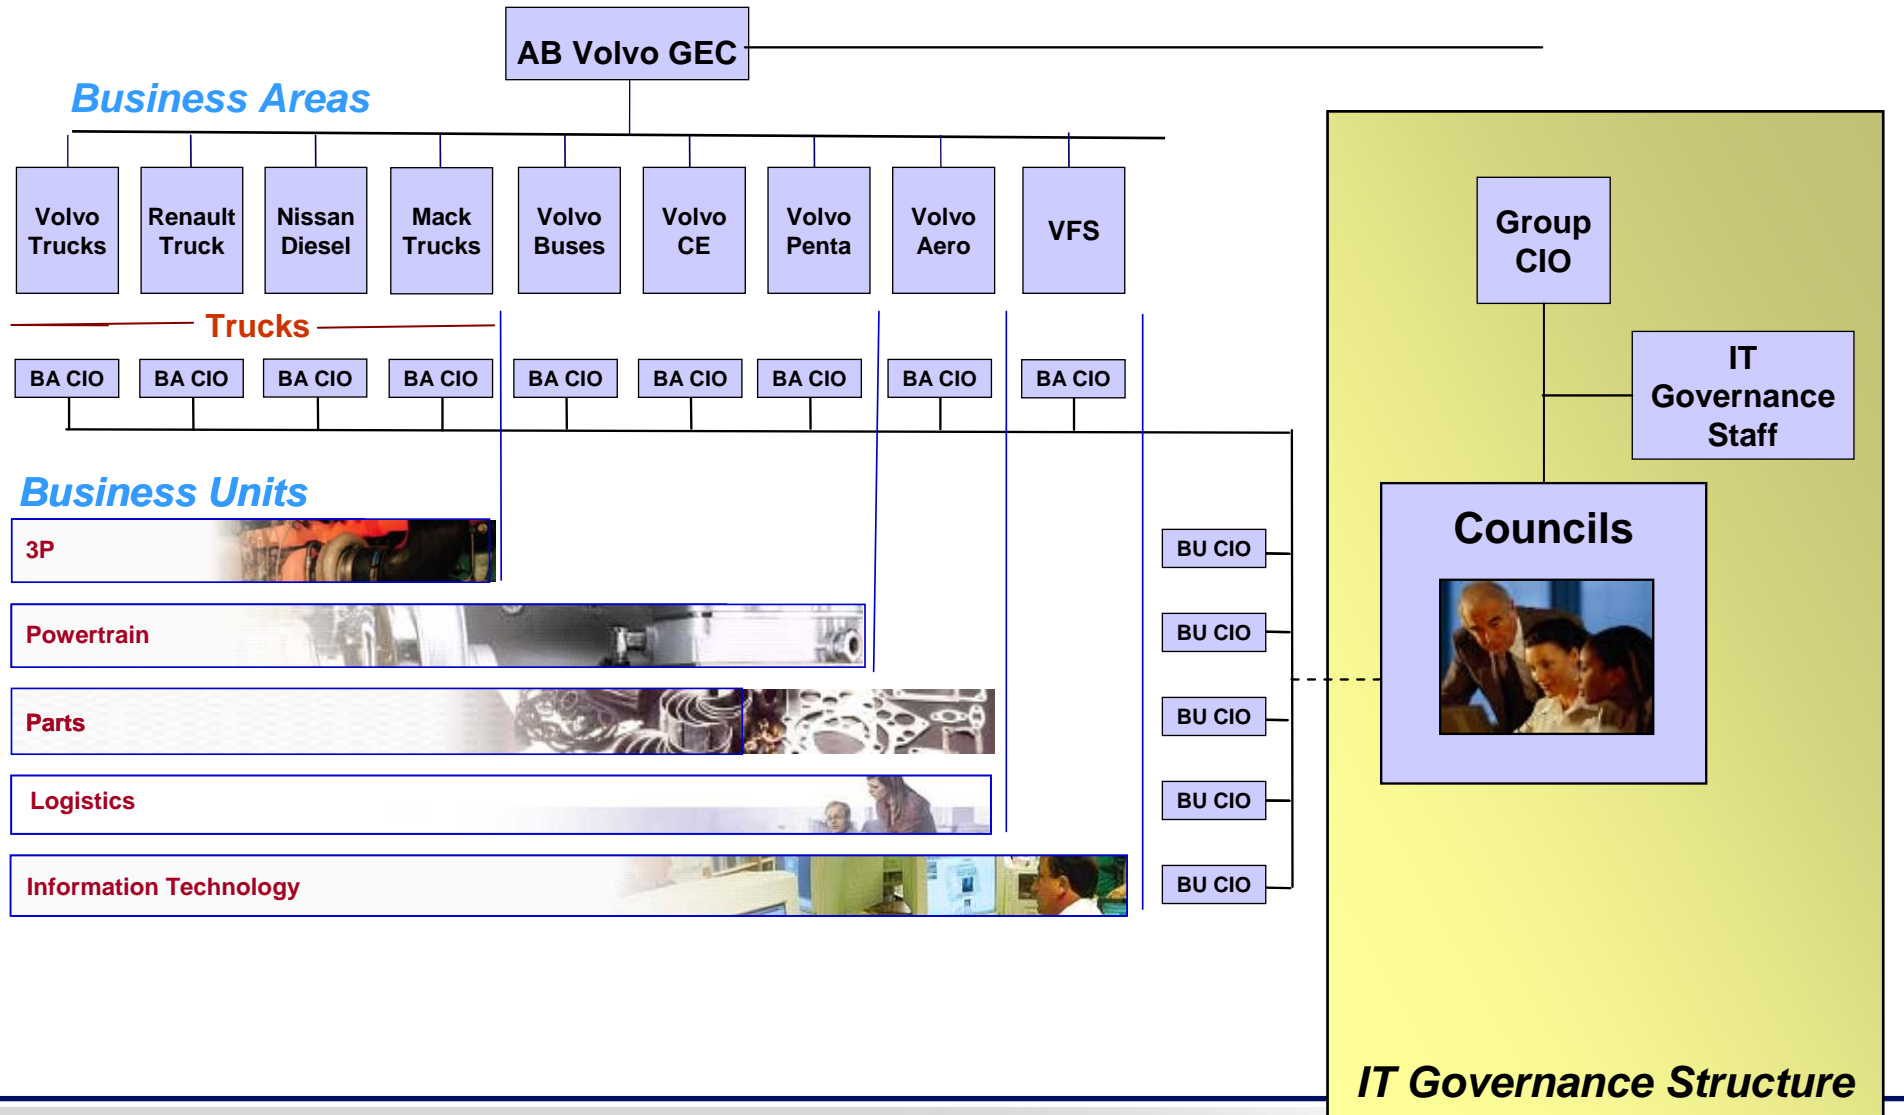 AB Volvo GEC
Business Areas
Volvo
Trucks
Renault
Truck
Nissan
Diesel
Mack
Trucks
Volvo
Buses
Volvo
CE
Volvo
Penta
Volvo
Aero
VFS
Trucks
BA CIO
BA CIO
BA CIO
BA CIO
BA CIO
BA CIO
BA CIO
BA CIO
BA CIO
Business Units
3P
BU CIO
Powertrain
BU CIO
Parts
BU CIO
Logistics
BU CIO
Information Technology
BU CIO
Group
CIO
IT
Governance
Staff
Councils
IT Governance Structure